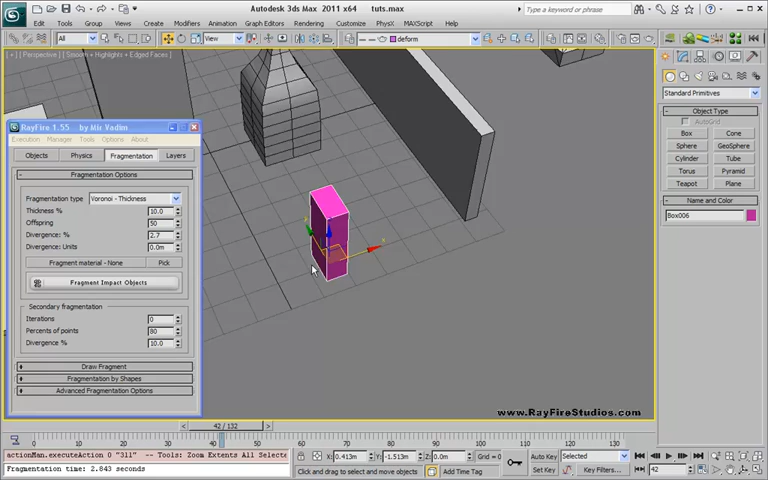 Autodesk 3ds Max 2011 x64 tuts.max
Type a keyword or phrase
Edit Tools Group Views Create Modifiers Animation Graph Editors Rendering Customize PhysX MAXScript Help
All View deform
[ + ] [ Perspective ] [ Smooth + Highlights + Edged Faces ]
RayFire 1.55 by Mir Vadim
Execution Manager Tools Options About
Objects Physics Fragmentation Layers
Fragmentation Options
Fragmentation type Voronoi - Thickness
Thickness % 10.0
Offspring 50
Divergence: % 2.7
Divergence: Units 0.0m
Fragment material - None Pick
Fragment Impact Objects
Secondary fragmentation
Iterations 0
Percents of points 80
Divergence % 10.0
Draw Fragment
Fragmentation by Shapes
Advanced Fragmentation Options
Standard Primitives
Object Type
AutoGrid
Box Cone
Sphere GeoSphere
Cylinder Tube
Torus Pyramid
Teapot Plane
Name and Color
Box006
www.RayFireStudios.com
42 / 132
10 20 30 40 50 60 70 80 90 100 110 120 130
actionMan.executeAction 0 "311" -- Tools: Zoom Extents All Selected
Fragmentation time: 2.843 seconds
X: 0.413m Y: -1.513m Z: 0.0m Grid = 0
Click and drag to select and move objects Add Time Tag
Auto Key Selected
Set Key Key Filters... 42